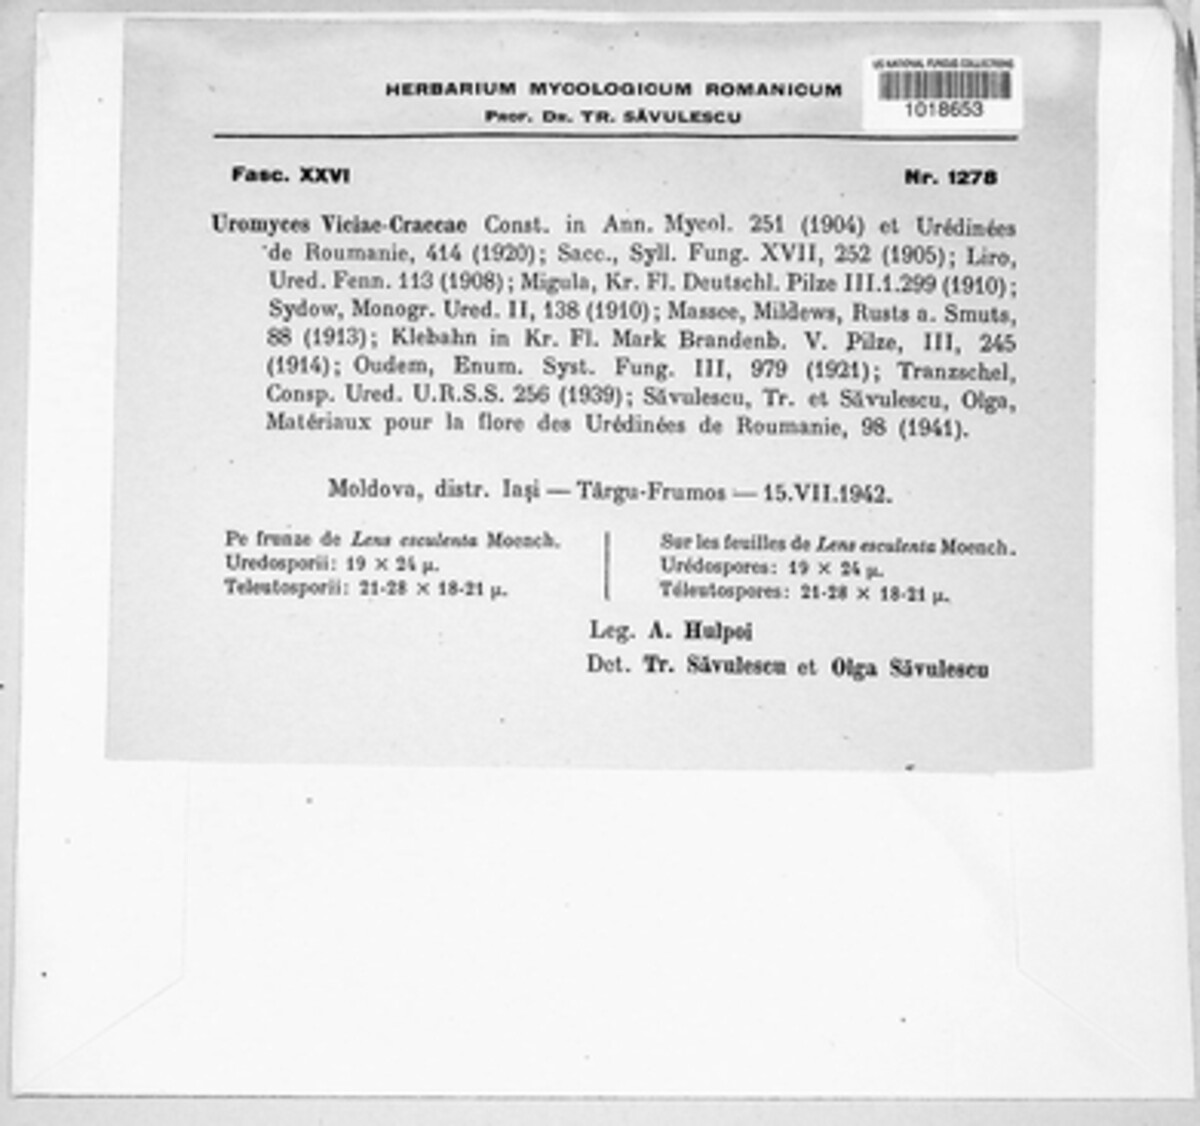 US NATIONAL FUNGUS COLLECTIONS
1018653
HERBARIUM MYCOLOGICUM ROMANICUM
PROF. DR. TR. SĂVULESCU
Fasc. XXVI
Nr. 1278
Uromyces Viciae-Craccae Const. in Ann. Mycol. 251 (1904) et Urédinées
de Roumanie, 414 (1920); Sacc., Syll. Fung. XVII, 252 (1905); Liro,
Ured. Fenn. 113 (1908); Migula, Kr. Fl. Deutschl. Pilze III.1.299 (1910);
Sydow, Monogr. Ured. II, 138 (1910); Massee, Mildews, Rusts a. Smuts,
88 (1913); Klebahn in Kr. Fl. Mark Brandenb. V. Pilze, III, 245
(1914); Oudem, Enum. Syst. Fung. III, 979 (1921); Tranzschel,
Consp. Ured. U.R.S.S. 256 (1939); Săvulescu, Tr. et Săvulescu, Olga,
Matériaux pour la flore des Urédinées de Roumanie, 98 (1941).
Moldova, distr. Iași — Târgu-Frumos — 15.VII.1942.
Pe frunze de Lens esculenta Moench.
Uredosporii: 19 × 24 µ.
Teleutosporii: 21-28 × 18-21 µ.
Sur les feuilles de Lens esculenta Moench.
Urédospores: 19 × 24 µ.
Téleutospores: 21-28 × 18-21 µ.
Leg. A. Hulpoi
Det. Tr. Săvulescu et Olga Săvulescu